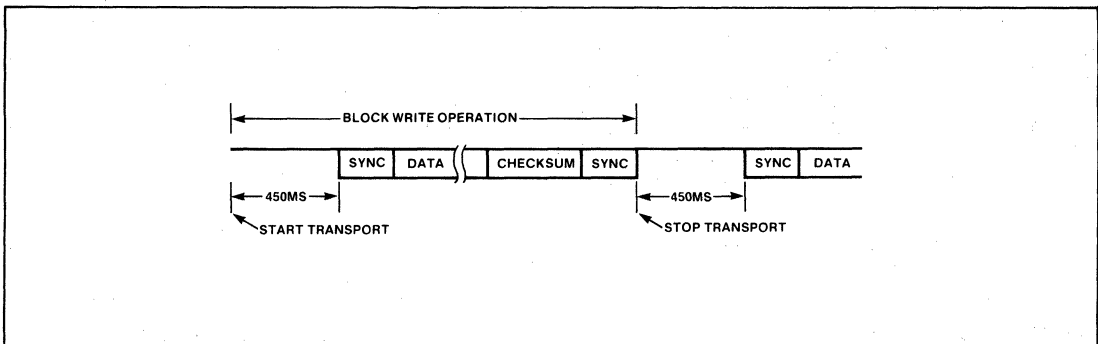 BLOCK WRITE OPERATION
SYNC DATA CHECKSUM SYNC SYNC DATA
450MS 450MS
START TRANSPORT STOP TRANSPORT